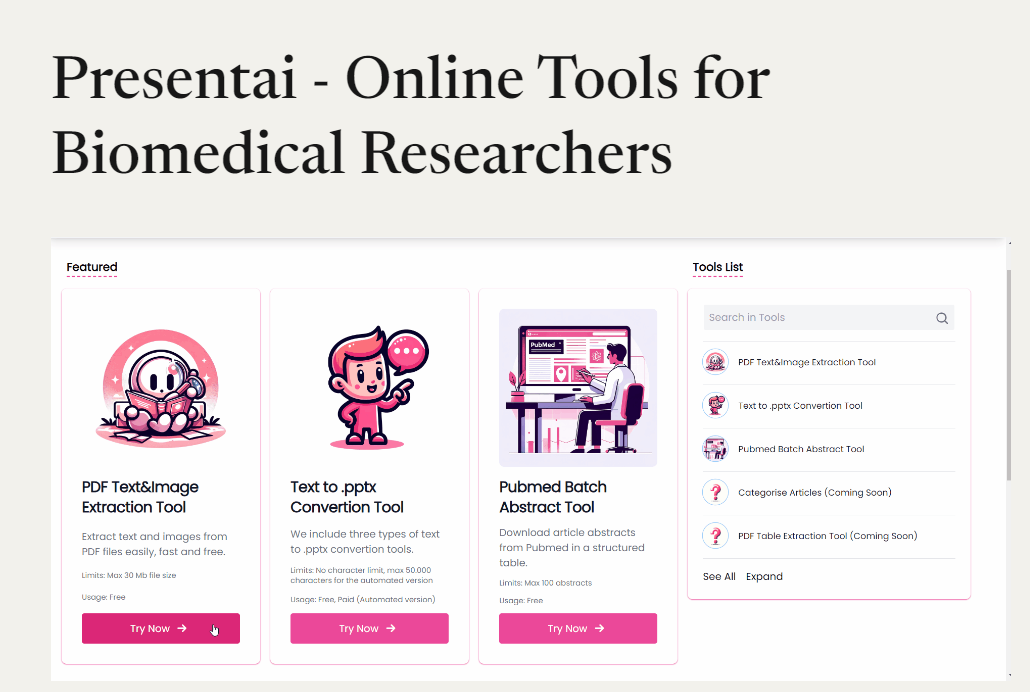 Presentai - Online Tools for
Biomedical Researchers
Featured
PDF Text&Image
Extraction Tool
Extract text and images from
PDF files easily, fast and free.
Limits: Max 30 Mb file size
Usage: Free
Try Now
Text to .pptx
Convertion Tool
We include three types of text
to .pptx convertion tools.
Limits: No character limit, max 50.000
characters for the automated version
Usage: Free, Paid (Automated version)
Try Now
PubMed
Pubmed Batch
Abstract Tool
Download article abstracts
from Pubmed in a structured
table.
Limits: Max 100 abstracts
Usage: Free
Try Now
Tools List
Search in Tools
PDF Text&Image Extraction Tool
Text to .pptx Convertion Tool
Pubmed Batch Abstract Tool
Categorise Articles (Coming Soon)
PDF Table Extraction Tool (Coming Soon)
See All Expand